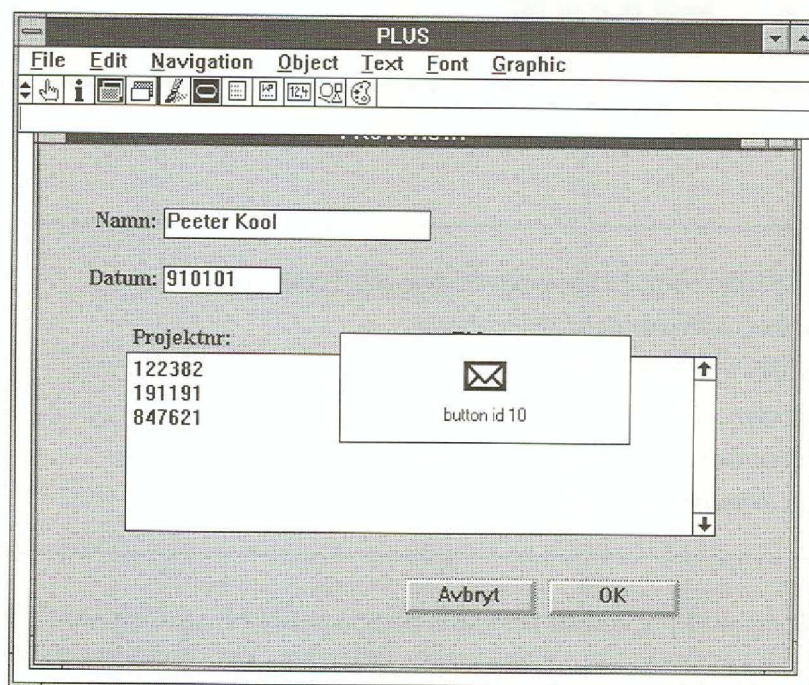 PLUS
File Edit Navigation Object Text Font Graphic
Namn: Peeter Kool
Datum: 910101
Projektnr:
122382
191191
847621
button id 10
Avbryt OK